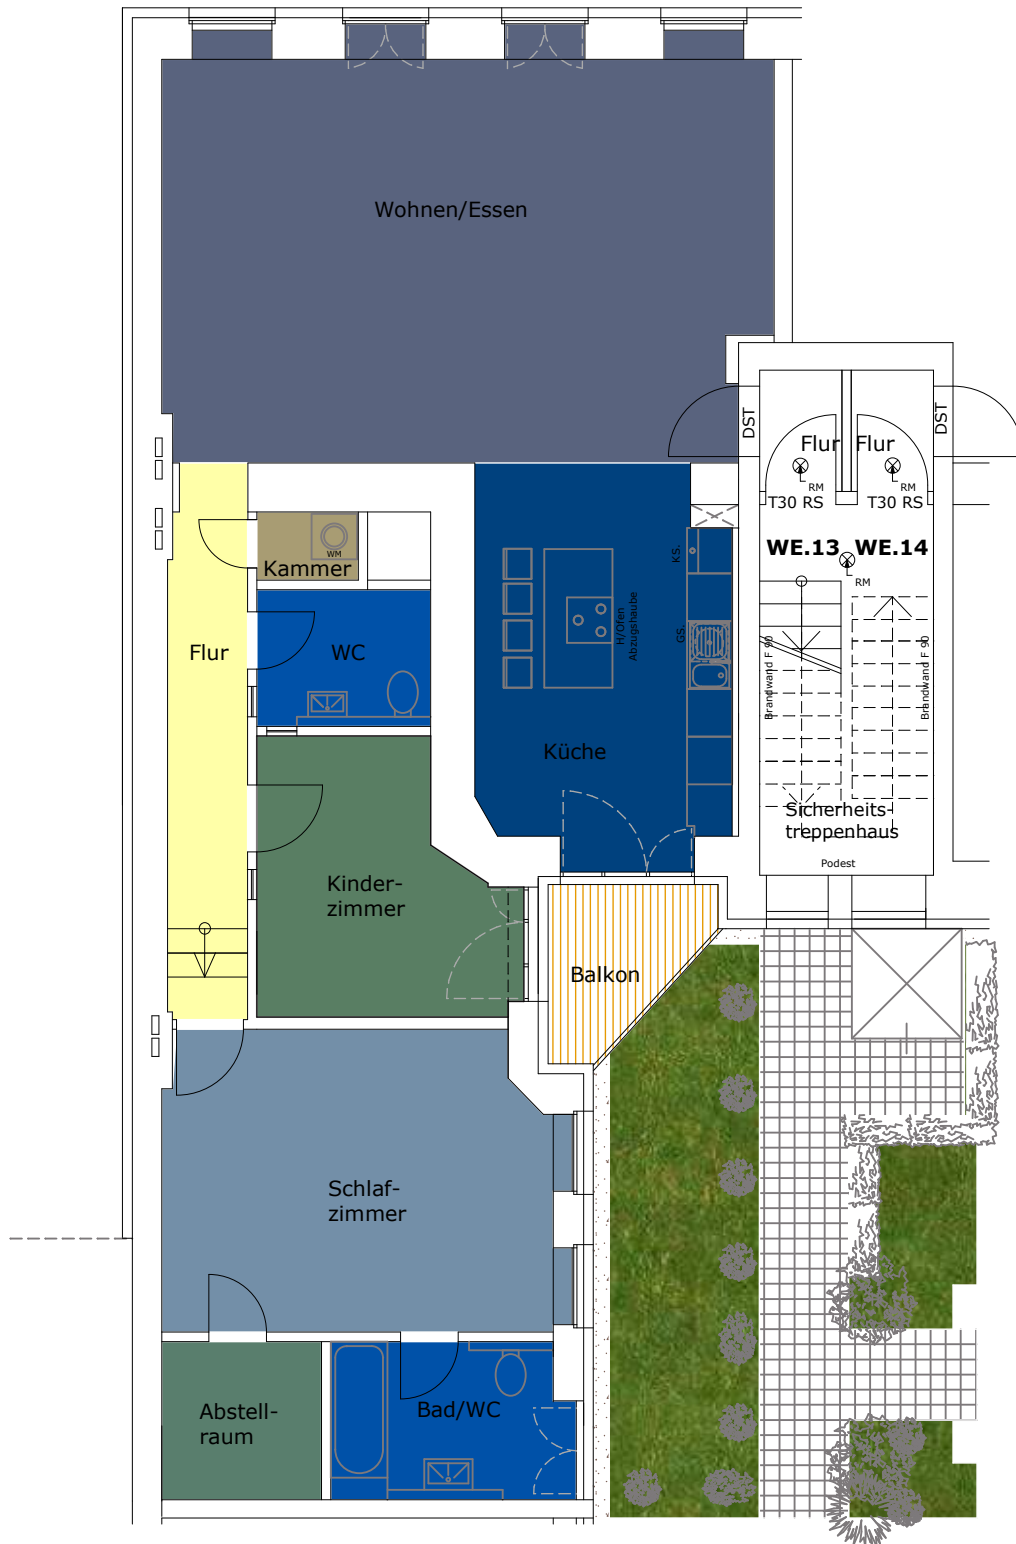 Wohnen/Essen
DST
DST
Flur
Flur
RM
RM
T30 RS
T30 RS
WE.13
WE.14
RM
KS.
WM
Kammer
H/Ofen
Abzugshaube
GS.
Flur
WC
Brandwand F 90
Brandwand F 90
Küche
Sicherheits-
treppenhaus
Podest
Kinder-
zimmer
Balkon
Schlaf-
zimmer
Abstell-
raum
Bad/WC